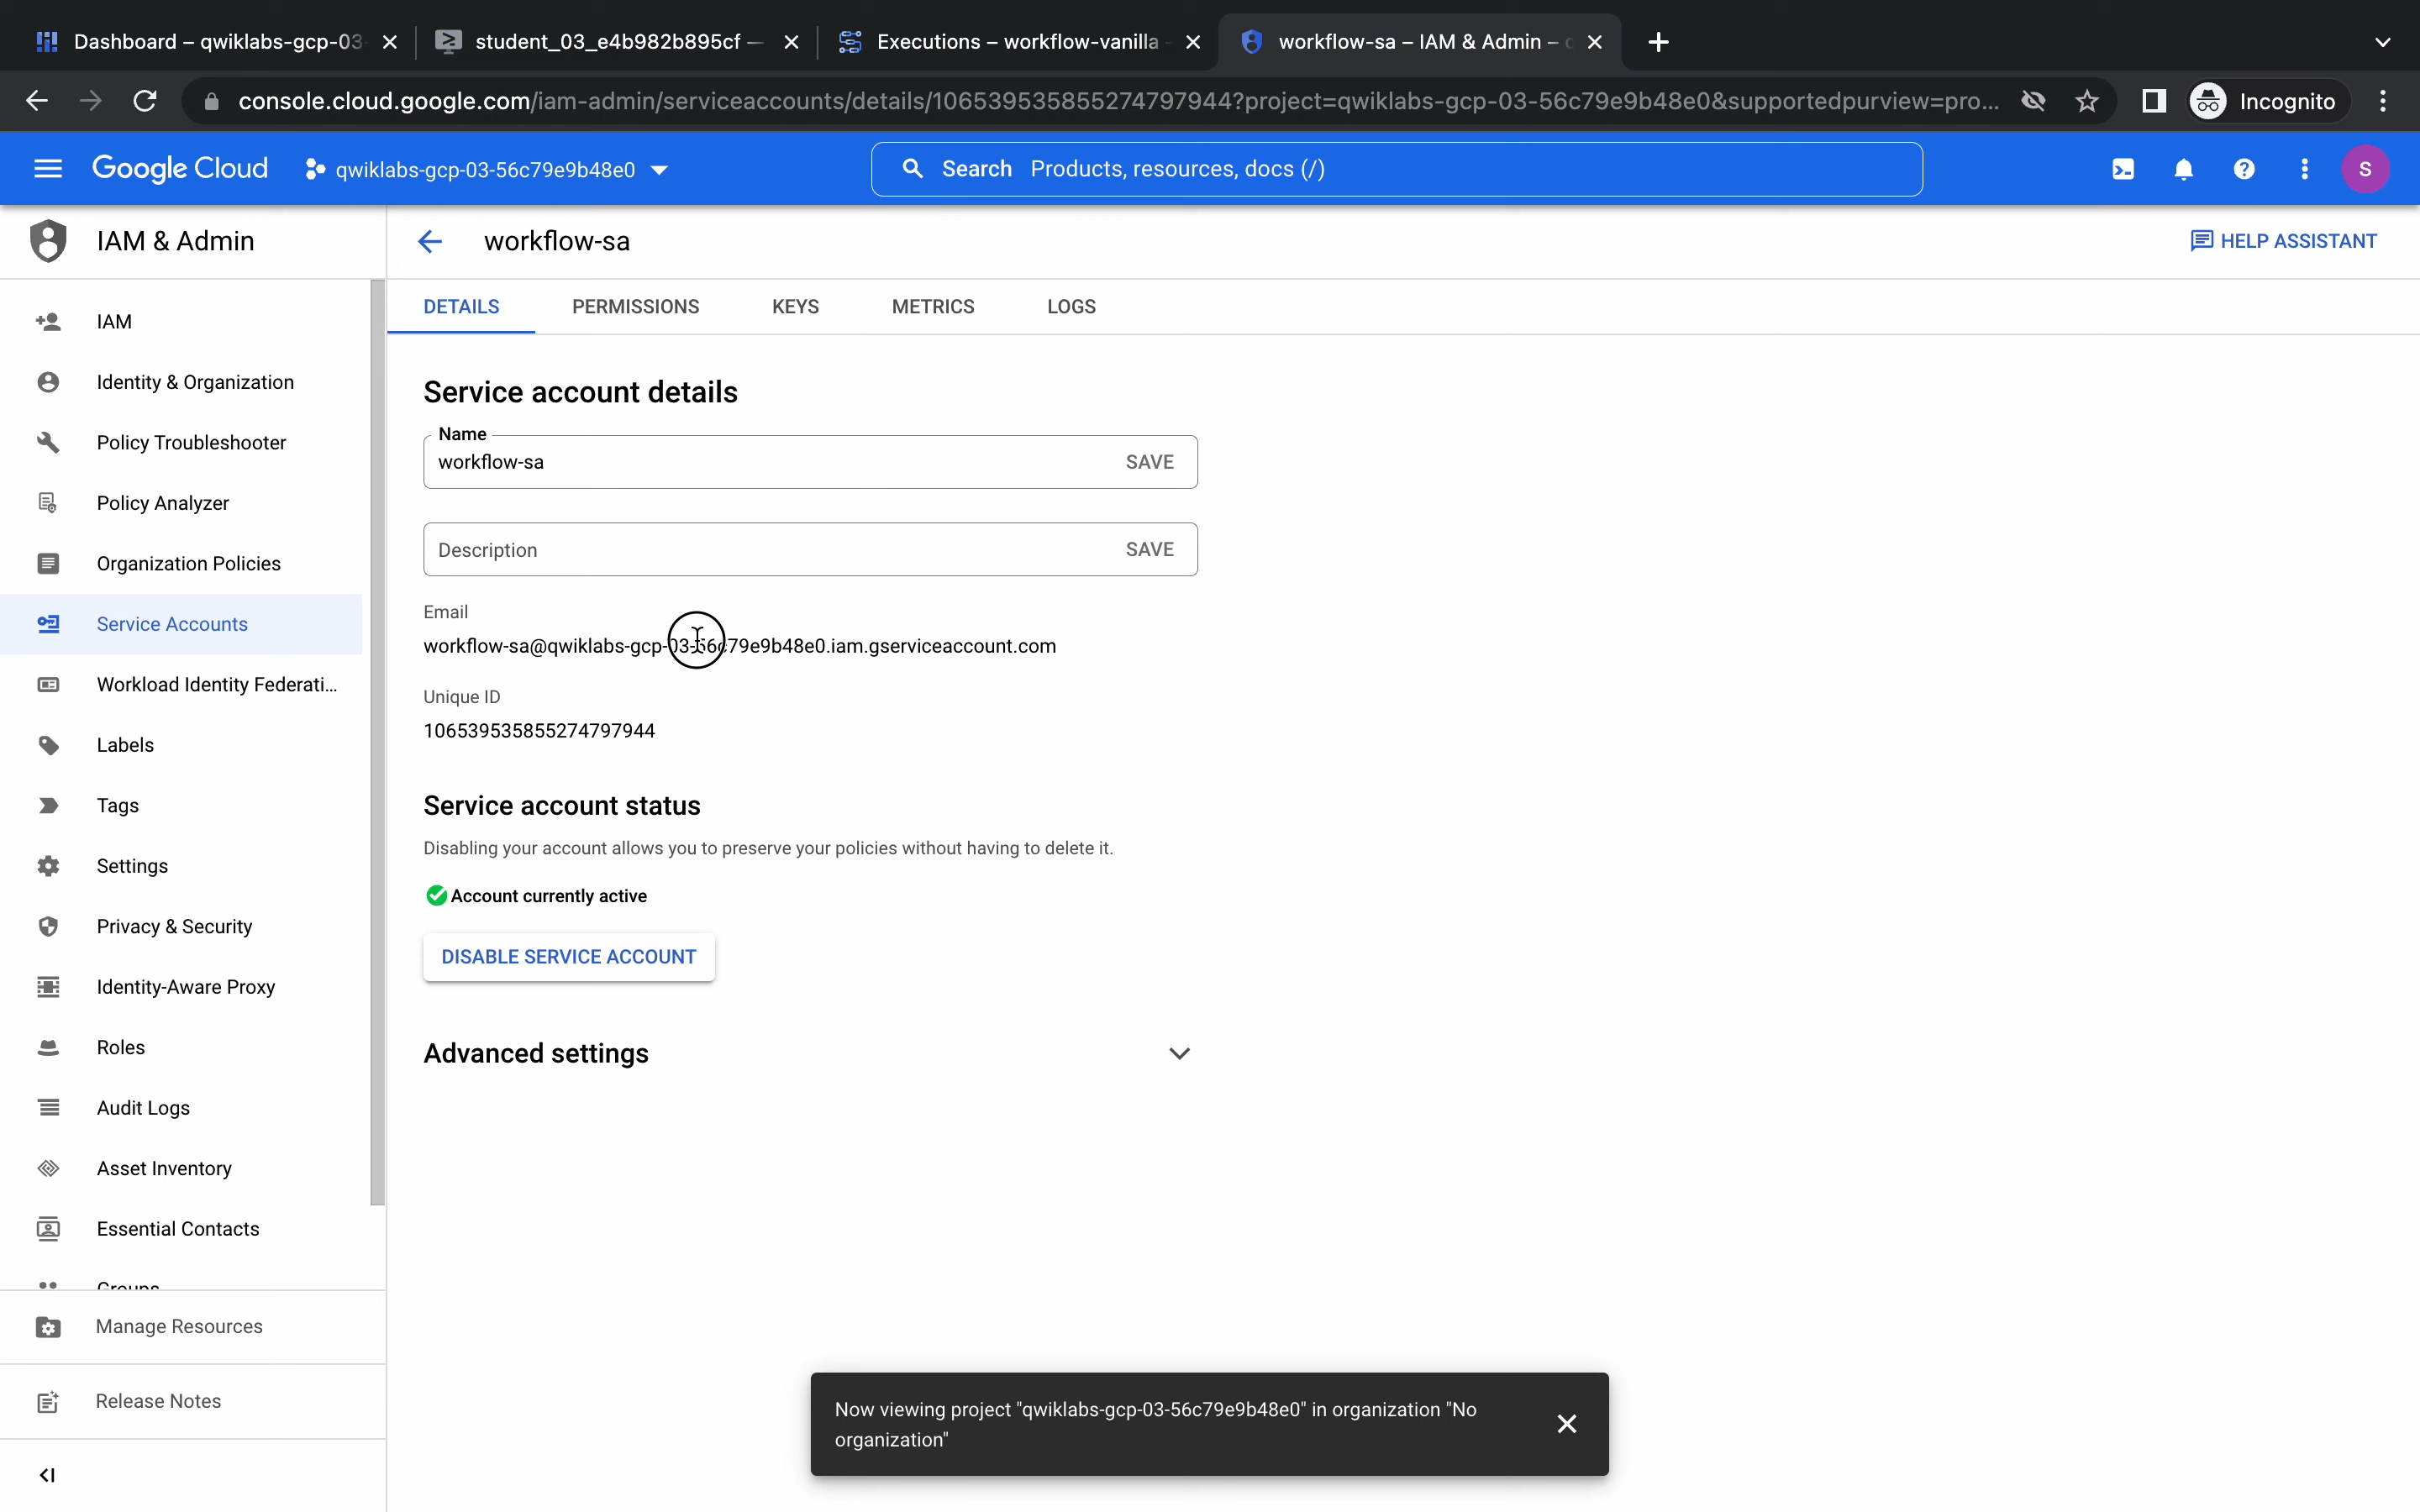 Dashboard – qwiklabs-gcp-03-
student_03_e4b982b895cf —
Executions – workflow-vanilla -
workflow-sa – IAM & Admin –
console.cloud.google.com/iam-admin/serviceaccounts/details/106539535855274797944?project=qwiklabs-gcp-03-56c79e9b48e0&supportedpurview=pro...
Incognito
Google Cloud
qwiklabs-gcp-03-56c79e9b48e0
Search Products, resources, docs (/)
S
IAM & Admin
workflow-sa
HELP ASSISTANT
DETAILS
PERMISSIONS
KEYS
METRICS
LOGS
IAM
Identity & Organization
Policy Troubleshooter
Policy Analyzer
Organization Policies
Service Accounts
Workload Identity Federati...
Labels
Tags
Settings
Privacy & Security
Identity-Aware Proxy
Roles
Audit Logs
Asset Inventory
Essential Contacts
Groups
Manage Resources
Release Notes
Service account details
Name
workflow-sa
SAVE
Description
SAVE
Email
workflow-sa@qwiklabs-gcp-03-56c79e9b48e0.iam.gserviceaccount.com
Unique ID
106539535855274797944
Service account status
Disabling your account allows you to preserve your policies without having to delete it.
Account currently active
DISABLE SERVICE ACCOUNT
Advanced settings
Now viewing project "qwiklabs-gcp-03-56c79e9b48e0" in organization "No
organization"